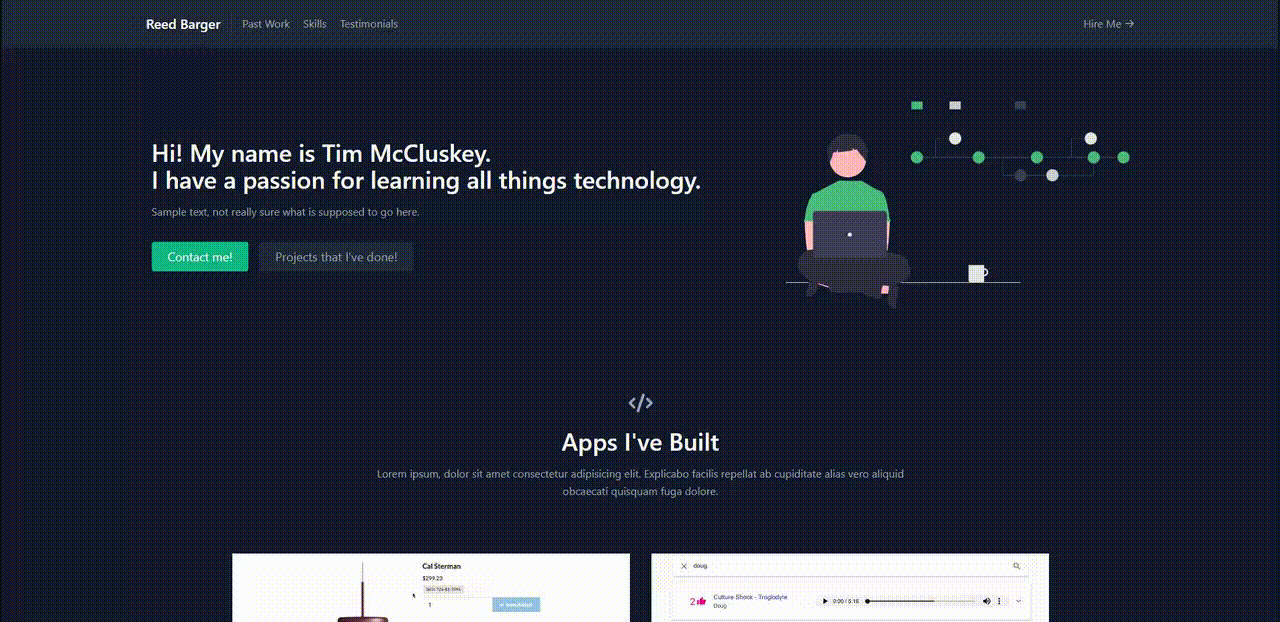 Reed Barger
Past Work
Skills
Testimonials
Hire Me →
Hi! My name is Tim McCluskey.
I have a passion for learning all things technology.
Sample text, not really sure what is supposed to go here.
Contact me!
Projects that I've done!
</>
Apps I've Built
Lorem ipsum, dolor sit amet consectetur adipisicing elit. Explicabo facilis repellat ab cupiditate alias vero aliquid
obcaecati quisquam fuga dolore.
Cal Sterman
$299.23
1
doug
2
Culture Shock - Troglodyte
Doug
0:00 / 5:16